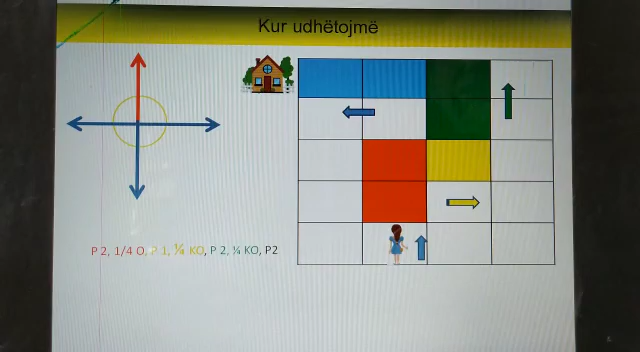 Kur udhëtojmë
P 2, 1/4 O, P 1, ¼ KO, P 2, ¼ KO, P2